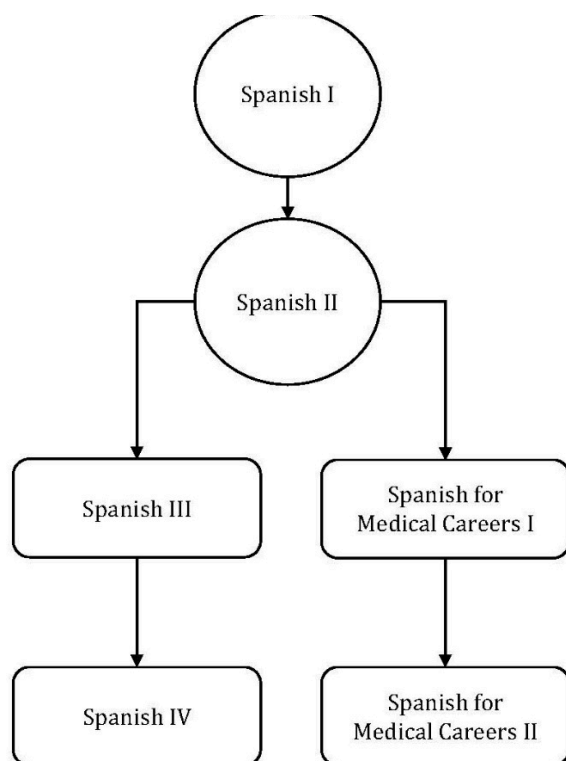 Spanish I
Spanish II
Spanish III
Spanish for
Medical Careers I
Spanish IV
Spanish for
Medical Careers II